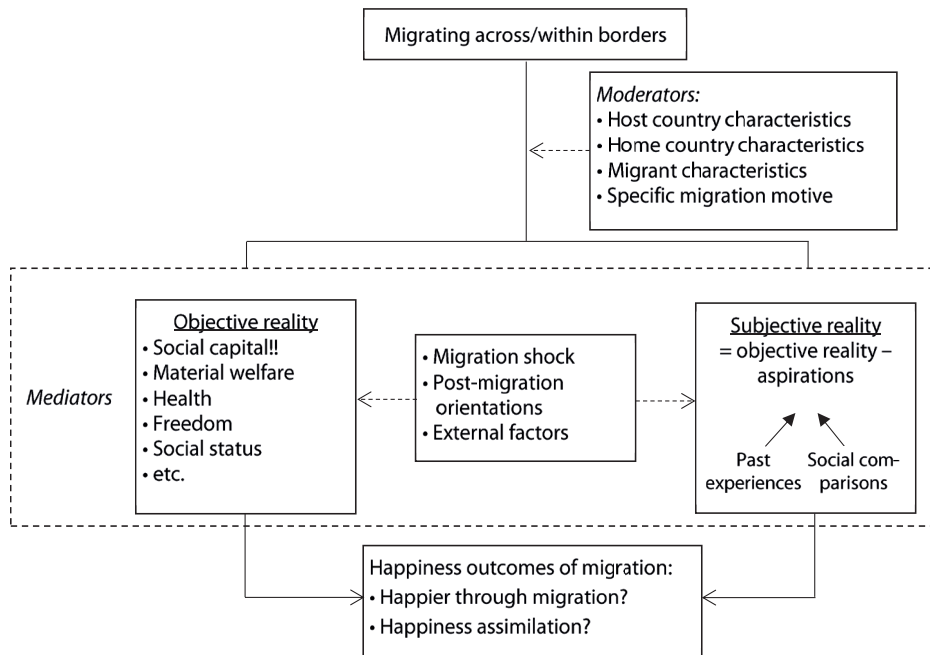 Migrating across/within borders
Moderators:
• Host country characteristics
• Home country characteristics
• Migrant characteristics
• Specific migration motive
Mediators
Objective reality
• Social capital!!
• Material welfare
• Health
• Freedom
• Social status
• etc.
• Migration shock
• Post-migration
orientations
• External factors
Subjective reality
= objective reality –
aspirations
Past
experiences
Social com-
parisons
Happiness outcomes of migration:
• Happier through migration?
• Happiness assimilation?